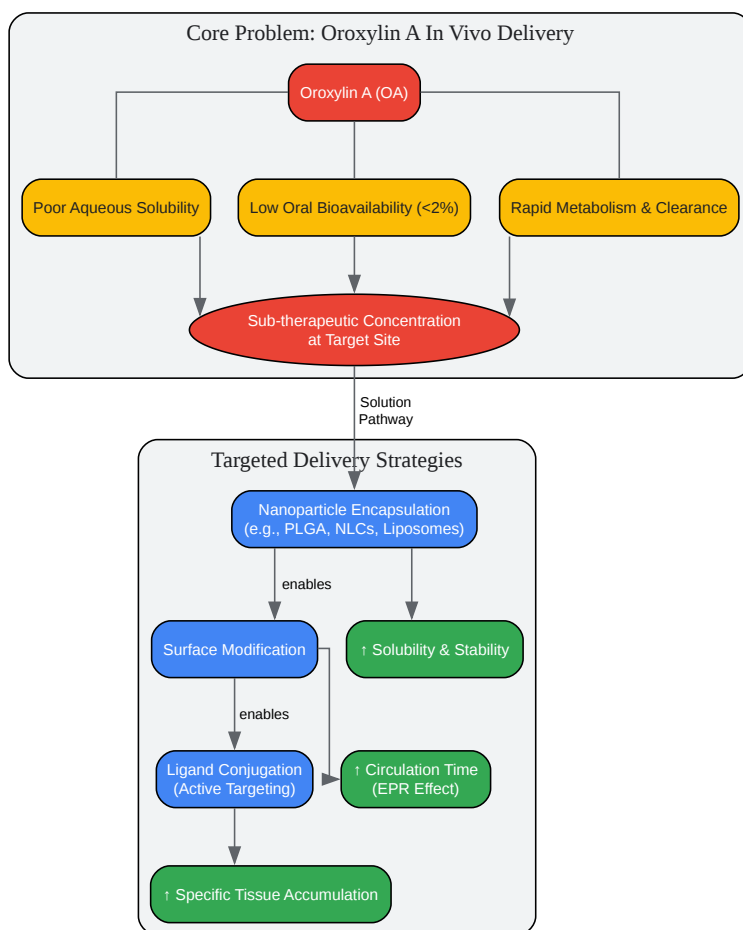 Core Problem: Oroxylin A In Vivo Delivery
Oroxylin A (OA)
Poor Aqueous Solubility
Low Oral Bioavailability (<2%)
Rapid Metabolism & Clearance
Sub-therapeutic Concentration
at Target Site
Solution
Pathway
Targeted Delivery Strategies
Nanoparticle Encapsulation
(e.g., PLGA, NLCs, Liposomes)
enables
Surface Modification
↑ Solubility & Stability
enables
Ligand Conjugation
(Active Targeting)
↑ Circulation Time
(EPR Effect)
↑ Specific Tissue Accumulation